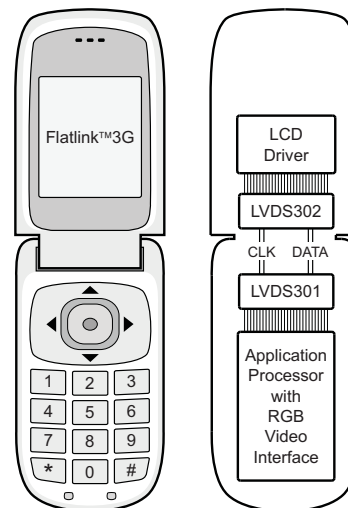 Flatlink™3G
1 2 3
4 5 6
7 8 9
* 0 #
LCD
Driver
LVDS302
CLK DATA
LVDS301
Application
Processor
with
RGB
Video
Interface